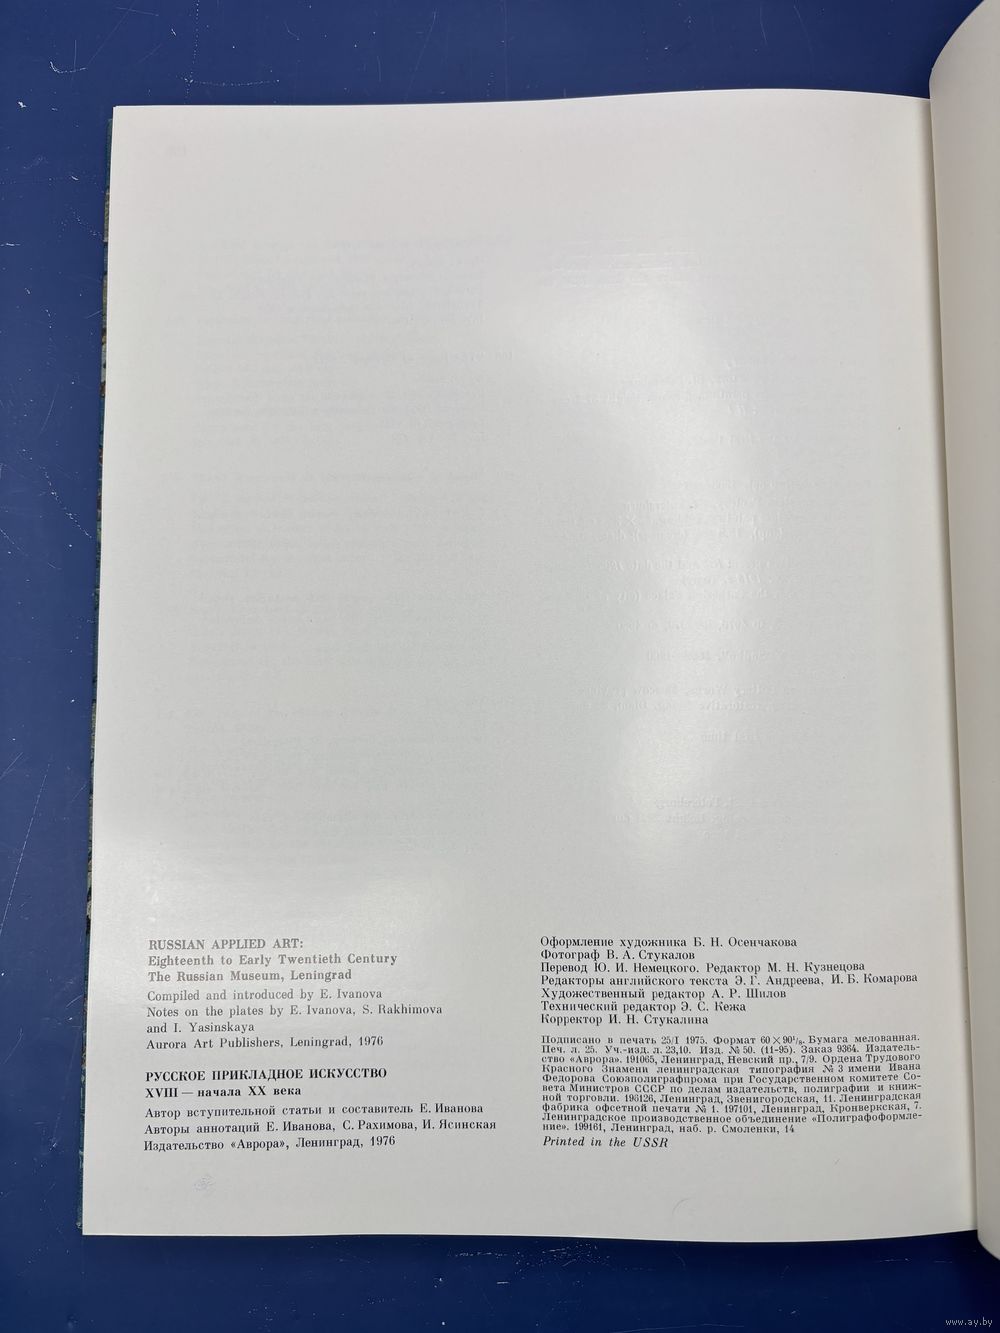 RUSSIAN APPLIED ART:
Eighteenth to Early Twentieth Century
The Russian Museum, Leningrad
Compiled and introduced by E. Ivanova
Notes on the plates by E. Ivanova, S. Rakhimova
and I. Yasinskaya
Aurora Art Publishers, Leningrad, 1976
РУССКОЕ ПРИКЛАДНОЕ ИСКУССТВО
XVIII — начала XX века
Автор вступительной статьи и составитель Е. Иванова
Авторы аннотаций Е. Иванова, С. Рахимова, И. Ясинская
Издательство «Аврора», Ленинград, 1976
Оформление художника Б. Н. Осенчакова
Фотограф В. А. Стукалов
Перевод Ю. И. Немецкого. Редактор М. Н. Кузнецова
Редакторы английского текста Э. Г. Андреева, И. Б. Комарова
Художественный редактор А. Р. Шилов
Технический редактор Э. С. Кежа
Корректор И. Н. Стукалина
Подписано в печать 25/I 1975. Формат 60×90¹/₈. Бумага мелованная.
Печ. л. 25. Уч.-изд. л. 23,10. Изд. № 50. (11-95). Заказ 9364. Издатель-
ство «Аврора». 191065, Ленинград, Невский пр., 7/9. Ордена Трудового
Красного Знамени ленинградская типография № 3 имени Ивана
Федорова Союзполиграфпрома при Государственном комитете Со-
вета Министров СССР по делам издательств, полиграфии и книж-
ной торговли. 196126, Ленинград, Звенигородская, 11. Ленинградская
фабрика офсетной печати № 1. 197101, Ленинград, Кронверкская, 7.
Ленинградское производственное объединение «Полиграфоформле-
ние». 199161, Ленинград, наб. р. Смоленки, 14
Printed in the USSR
www.ay.by